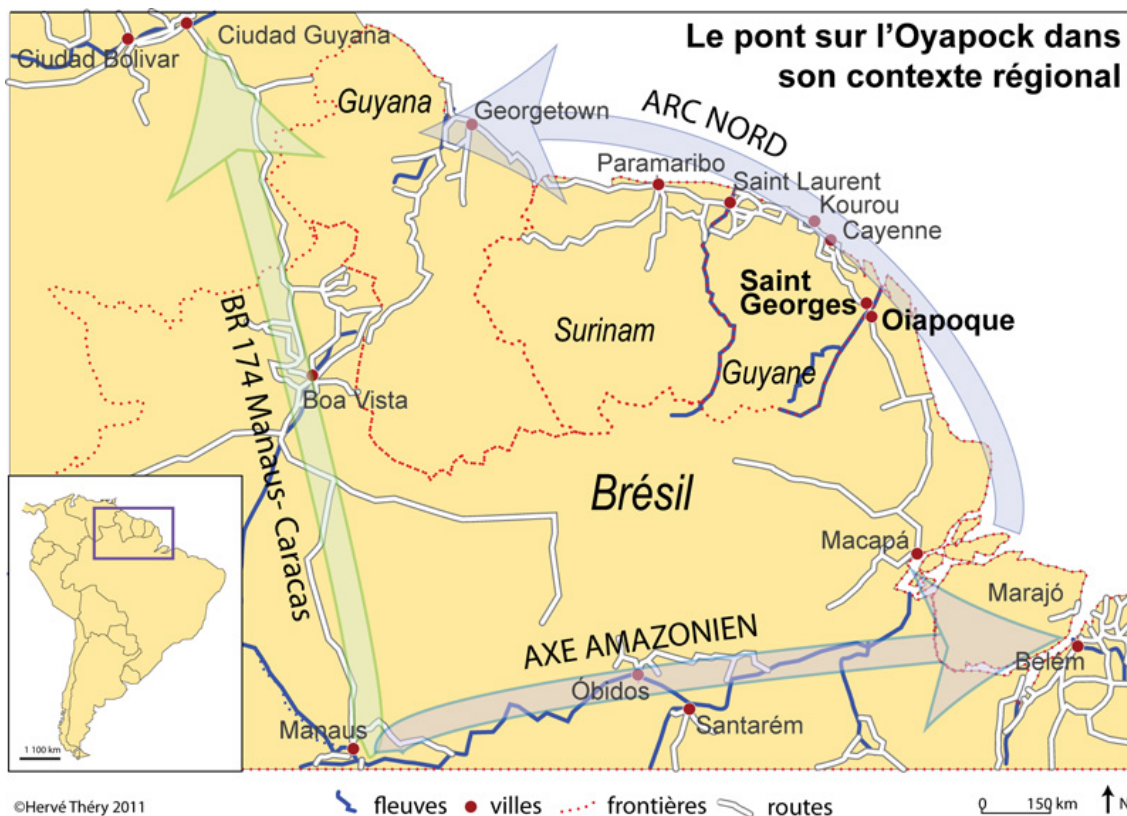 Le pont sur l'Oyapock dans
son contexte régional
Ciudad Guyana
Ciudad Bolivar
Guyana
Georgetown
ARC NORD
Paramaribo
Saint Laurent
Kourou
Cayenne
Saint
Georges
Oiapoque
Surinam
Guyane
BR 174 Manaus- Caracas
Boa Vista
Brésil
Macapá
Marajó
AXE AMAZONIEN
Belém
Óbidos
Santarém
Manaus
1 100 km
©Hervé Théry 2011
fleuves
villes
frontières
routes
0 150 km
N